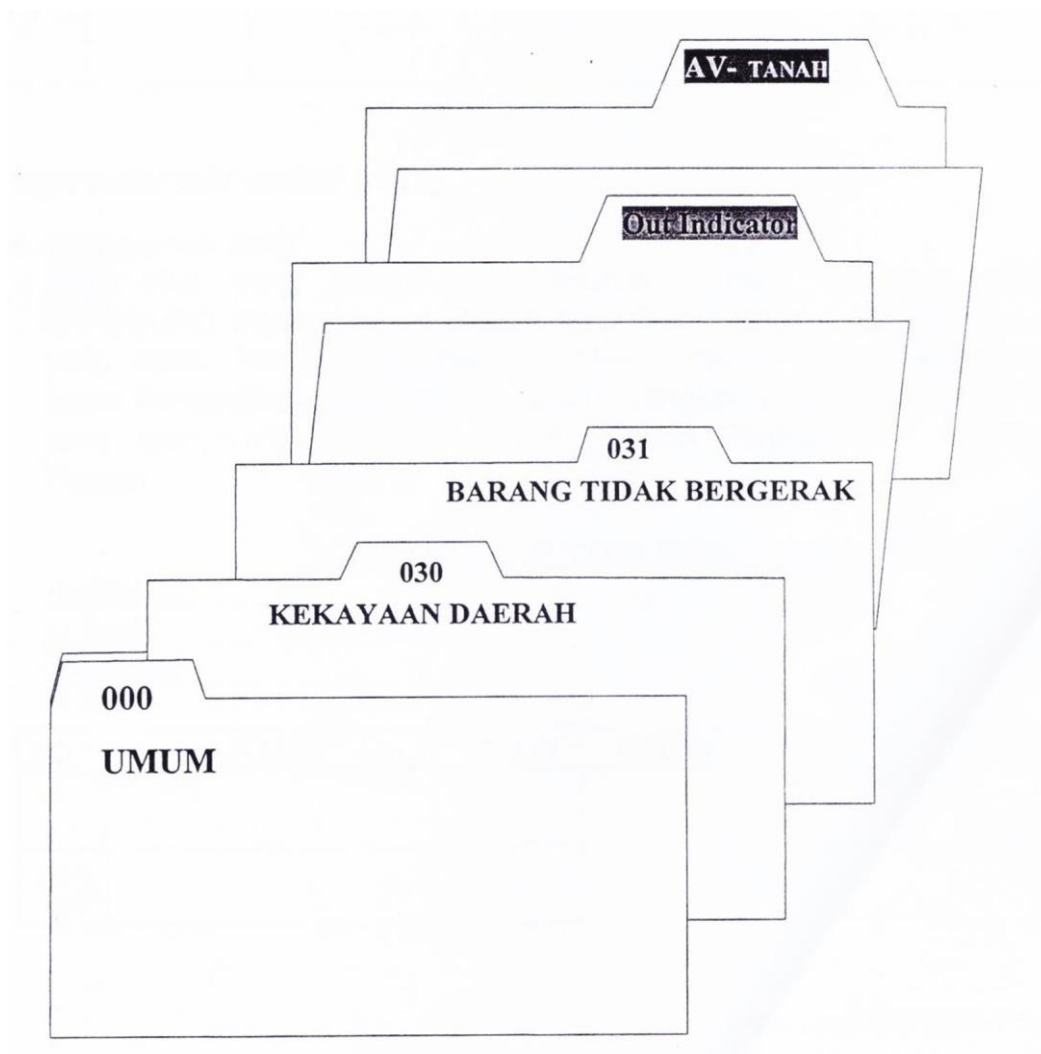 AV- TANAH
Out Indicator
031
BARANG TIDAK BERGERAK
030
KEKAYAAN DAERAH
000
UMUM